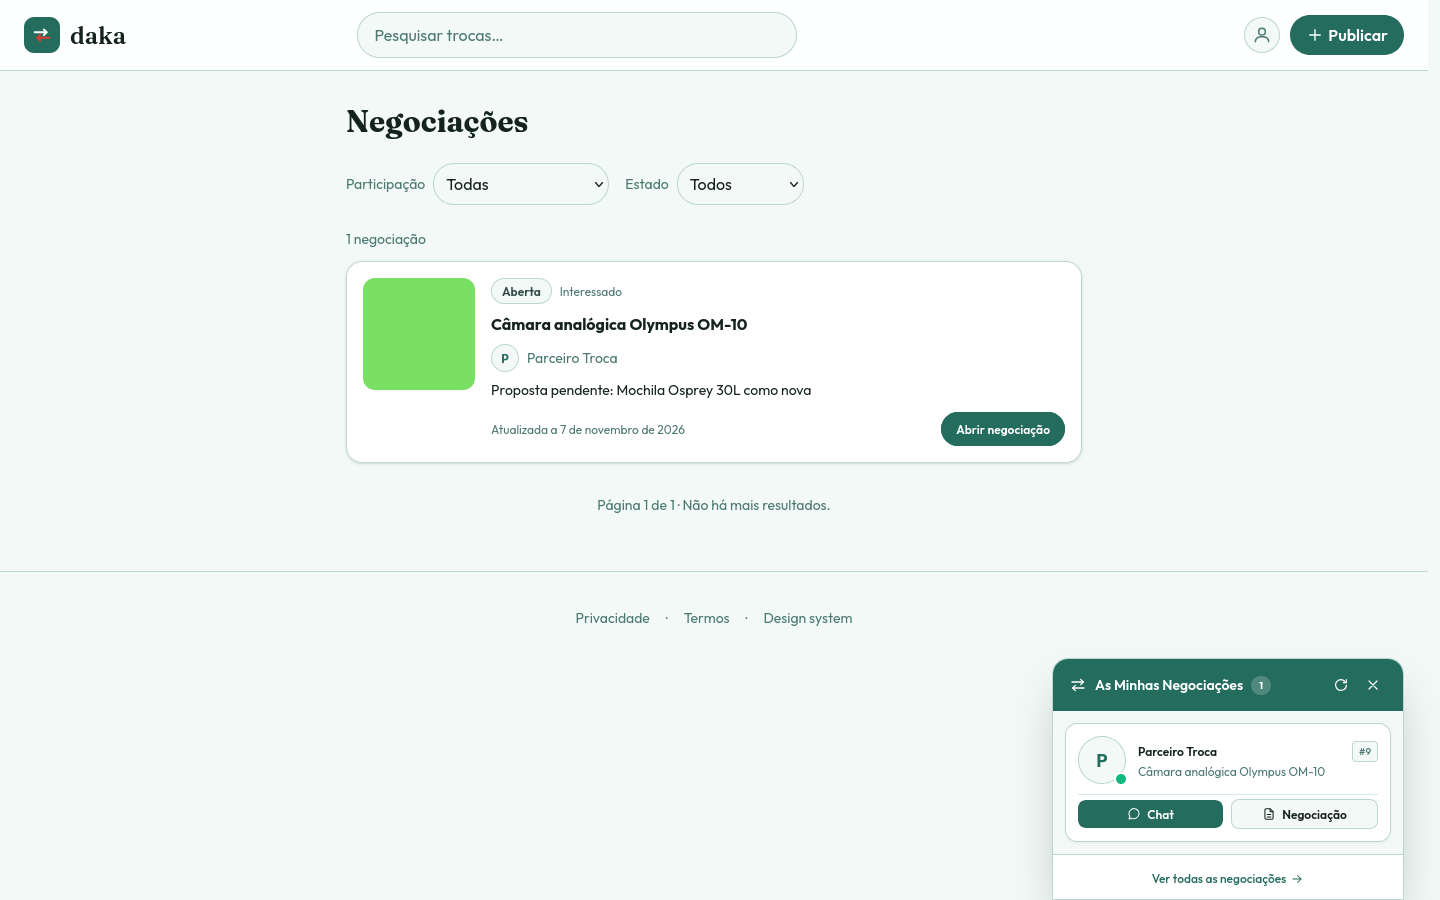 daka
Pesquisar trocas...
Publicar
Negociações
Participação Todas Estado Todos
1 negociação
Aberta Interessado
Câmara analógica Olympus OM-10
P Parceiro Troca
Proposta pendente: Mochila Osprey 30L como nova
Atualizada a 7 de novembro de 2026 Abrir negociação
Página 1 de 1 · Não há mais resultados.
Privacidade · Termos · Design system
As Minhas Negociações 1
P Parceiro Troca #9
Câmara analógica Olympus OM-10
Chat Negociação
Ver todas as negociações →